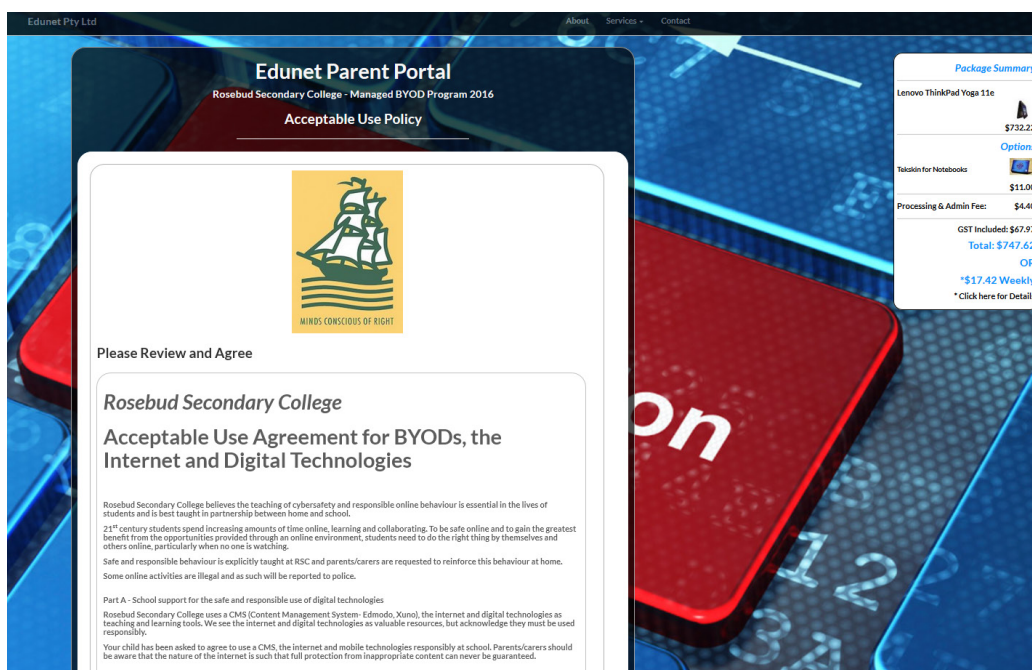 Edunet Pty Ltd
About Services Contact
Edunet Parent Portal
Rosebud Secondary College - Managed BYOD Program 2016
Acceptable Use Policy
MINDS CONSCIOUS OF RIGHT
Please Review and Agree
Rosebud Secondary College
Acceptable Use Agreement for BYODs, the
Internet and Digital Technologies
Rosebud Secondary College believes the teaching of cybersafety and responsible online behaviour is essential in the lives of
students and is best taught in partnership between home and school.
21st century students spend increasing amounts of time online, learning and collaborating. To be safe online and to gain the greatest
benefit from the opportunities provided through an online environment, students need to do the right thing by themselves and
others online, particularly when no one is watching.
Safe and responsible behaviour is explicitly taught at RSC and parents/carers are requested to reinforce this behaviour at home.
Some online activities are illegal and as such will be reported to police.
Part A - School support for the safe and responsible use of digital technologies
Rosebud Secondary College uses a CMS (Content Management System- Edmodo, Xuno), the internet and digital technologies as
teaching and learning tools. We see the internet and digital technologies as valuable resources, but acknowledge they must be used
responsibly.
Your child has been asked to agree to use a CMS, the internet and mobile technologies responsibly at school. Parents/carers should
be aware that the nature of the internet is such that full protection from inappropriate content can never be guaranteed.
Package Summary
Lenovo ThinkPad Yoga 11e
$732.22
Options
Tekskin for Notebooks
$11.00
Processing & Admin Fee: $4.40
GST Included: $67.97
Total: $747.62
OR
*$17.42 Weekly
* Click here for Details
on
122